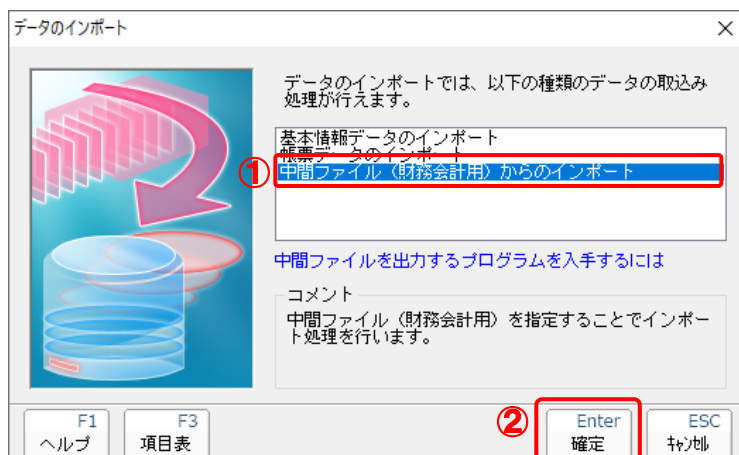 データのインポート
データのインポートでは、以下の種類のデータの取込み
処理が行えます。
基本情報データのインポート
帳票データのインポート
① 中間ファイル（財務会計用）からのインポート
中間ファイルを出力するプログラムを入手するには
コメント
中間ファイル（財務会計用）を指定することでインポー
ト処理を行います。
F1
ヘルプ
F3
項目表
②
Enter
確定
ESC
ｷｬﾝｾﾙ